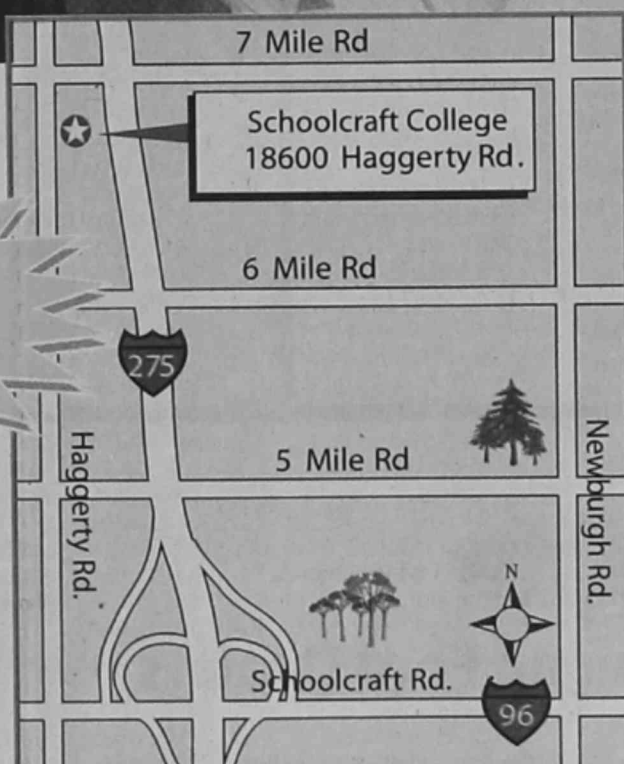 7 Mile Rd
Schoolcraft College
18600 Haggerty Rd.
6 Mile Rd
275
Haggerty Rd.
5 Mile Rd
Newburgh Rd.
N
Schoolcraft Rd.
96